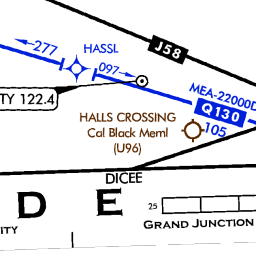 277
HASSL
J58
097
MEA-22000
TY 122.4
Q130
HALLS CROSSING
Cal Black Meml
(U96)
105
DICEE
D E
25
GRAND JUNCTION
ITY